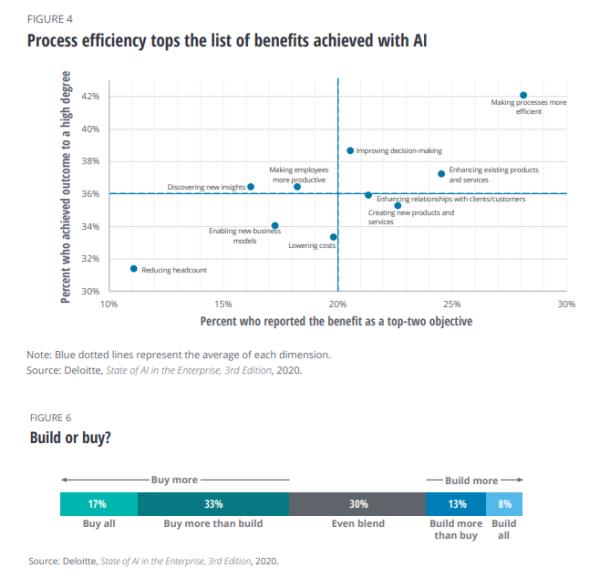 FIGURE 4
Process efficiency tops the list of benefits achieved with AI
Percent who achieved outcome to a high degree
42%
40%
38%
36%
34%
32%
30%
Making processes more
efficient
Improving decision-making
Enhancing existing products
and services
Making employees
more productive
Discovering new insights
Enhancing relationships with clients/customers
Creating new products and
services
Enabling new business
models
Lowering costs
Reducing headcount
10%
15%
20%
25%
30%
Percent who reported the benefit as a top-two objective
Note: Blue dotted lines represent the average of each dimension.
Source: Deloitte, State of AI in the Enterprise, 3rd Edition, 2020.
FIGURE 6
Build or buy?
Buy more
Build more
17%
33%
30%
13%
8%
Buy all
Buy more than build
Even blend
Build more
than buy
Build
all
Source: Deloitte, State of AI in the Enterprise, 3rd Edition, 2020.